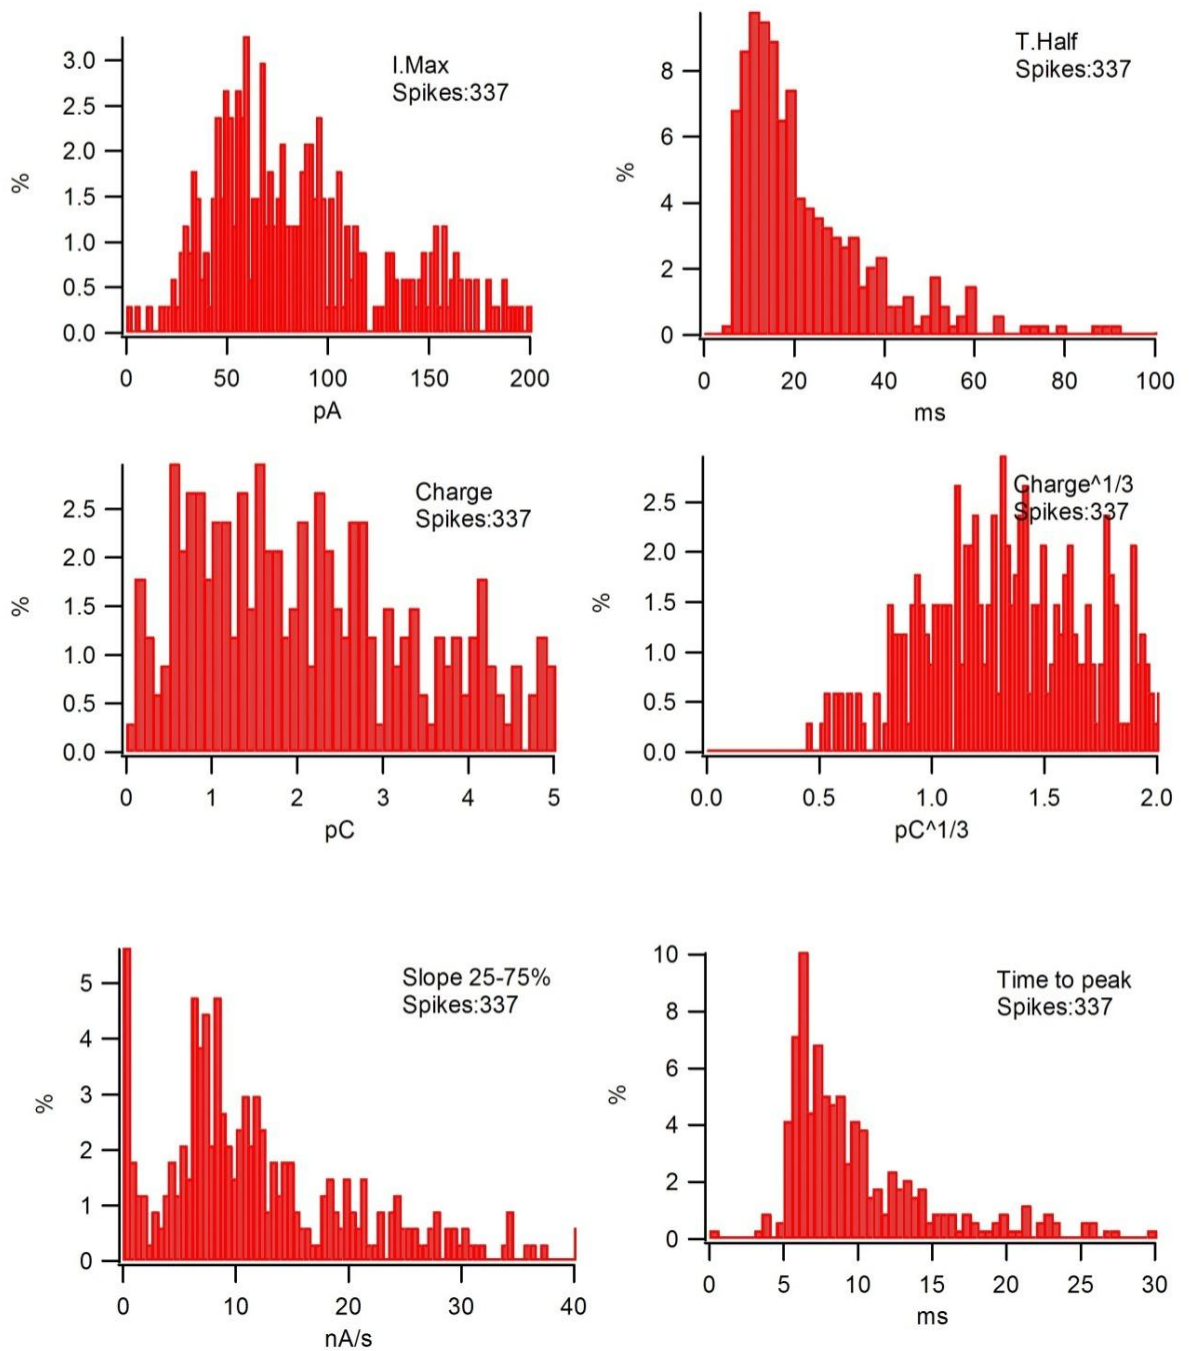 I.Max
Spikes:337
%
3.0
2.5
2.0
1.5
1.0
0.5
0.0
0 50 100 150 200
pA
T.Half
Spikes:337
%
8
6
4
2
0
0 20 40 60 80 100
ms
Charge
Spikes:337
%
2.5
2.0
1.5
1.0
0.5
0.0
0 1 2 3 4 5
pC
Charge^1/3
Spikes:337
%
2.5
2.0
1.5
1.0
0.5
0.0
0.0 0.5 1.0 1.5 2.0
pC^1/3
Slope 25-75%
Spikes:337
%
5
4
3
2
1
0
0 10 20 30 40
nA/s
Time to peak
Spikes:337
%
10
8
6
4
2
0
0 5 10 15 20 25 30
ms